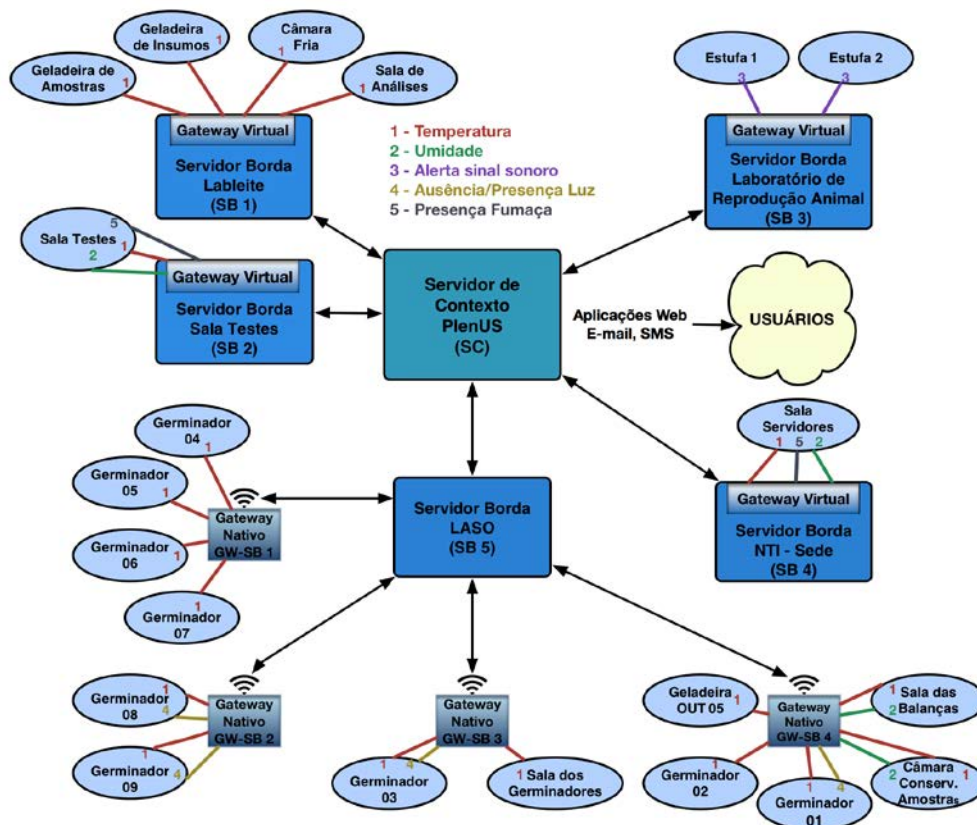 Geladeira
de Insumos
1
Câmara
Fria
1
Geladeira de
Amostras
1
Sala de
Análises
1
Gateway Virtual
Servidor Borda
Lableite
(SB 1)
1 - Temperatura
2 - Umidade
3 - Alerta sinal sonoro
4 - Ausência/Presença Luz
5 - Presença Fumaça
Estufa 1
3
Estufa 2
3
Gateway Virtual
Servidor Borda
Laboratório de
Reprodução Animal
(SB 3)
5
Sala Testes
1
2
Gateway Virtual
Servidor Borda
Sala Testes
(SB 2)
Servidor de
Contexto
PlenUS
(SC)
Aplicações Web
E-mail, SMS
USUÁRIOS
Sala
Servidores
1 5 2
Gateway Virtual
Servidor Borda
NTI - Sede
(SB 4)
Germinador
04
1
Germinador
05
1
Germinador
06
1
Germinador
07
1
Gateway
Nativo
GW-SB 1
Servidor Borda
LASO
(SB 5)
Germinador
08
1
4
Germinador
09
1
4
Gateway
Nativo
GW-SB 2
Gateway
Nativo
GW-SB 3
1 4
Germinador
03
1 Sala dos
Germinadores
Geladeira
OUT 05
1
Gateway
Nativo
GW-SB 4
1
2
Sala das
Balanças
1
Germinador
02
1 4
Germinador
01
2
1
Câmara
Conserv.
Amostras